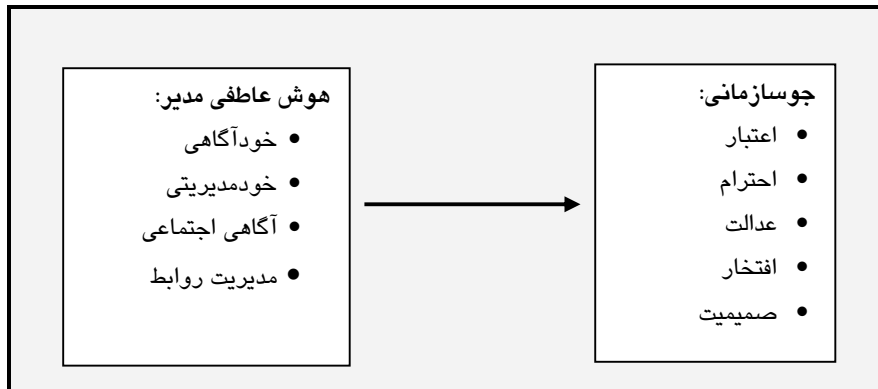 هوش عاطفی مدیر:
• خودآگاهی
• خودمدیریتی
• آگاهی اجتماعی
• مدیریت روابط
جوسازمانی:
• اعتبار
• احترام
• عدالت
• افتخار
• صمیمیت